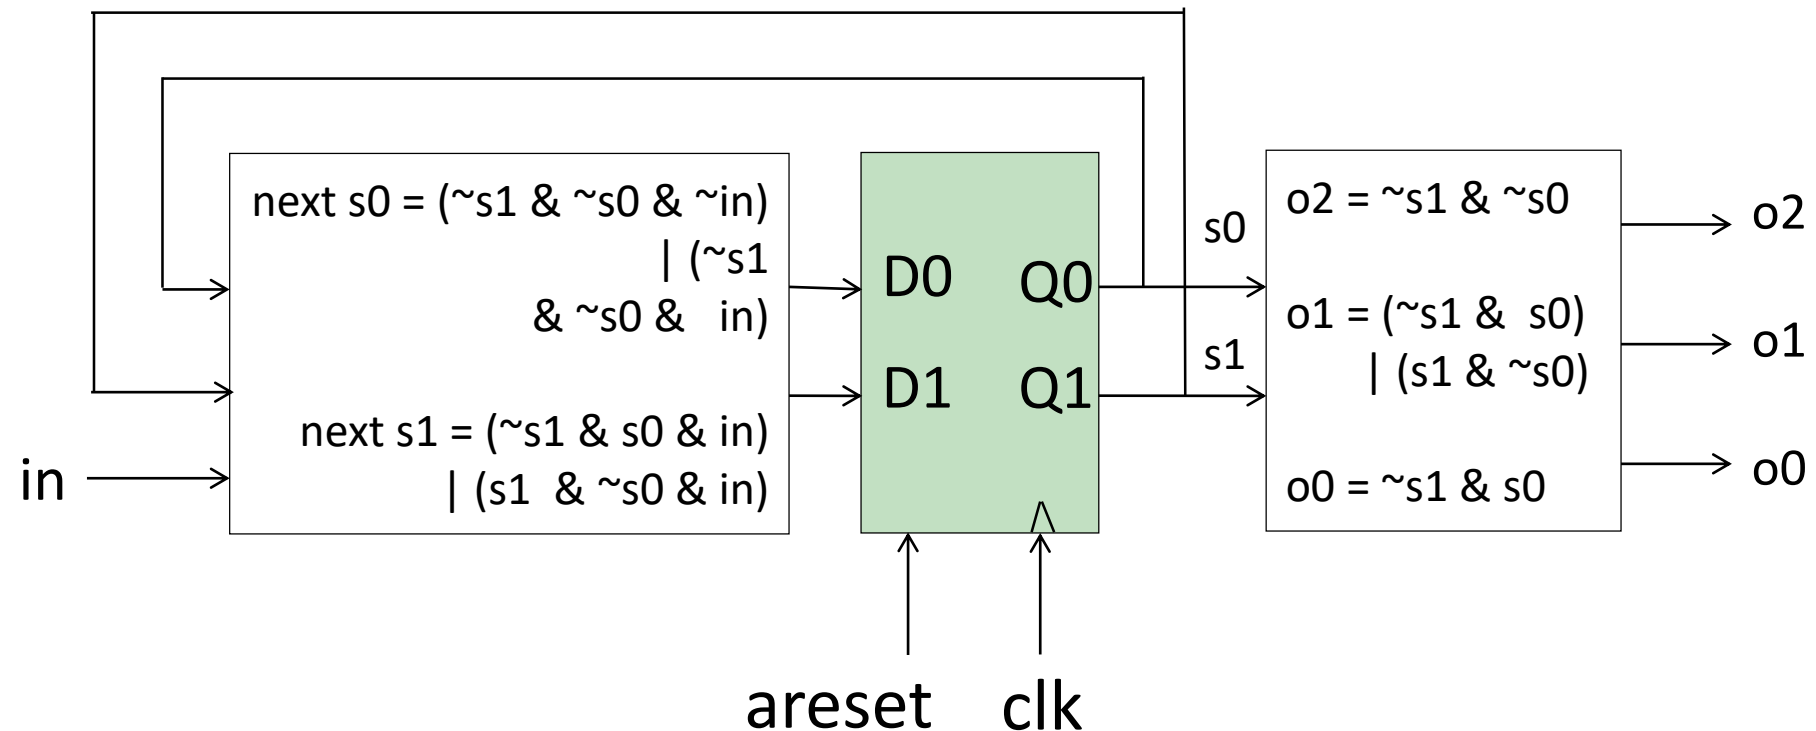 next s0 = (~s1 & ~s0 & ~in)
| (~s1
& ~s0 &   in)
next s1 = (~s1 & s0 & in)
| (s1  & ~s0 & in)
in
D0
Q0
D1
Q1
areset
clk
s0
s1
o2 = ~s1 & ~s0
o1 = (~s1 &  s0)
| (s1 & ~s0)
o0 = ~s1 & s0
o2
o1
o0